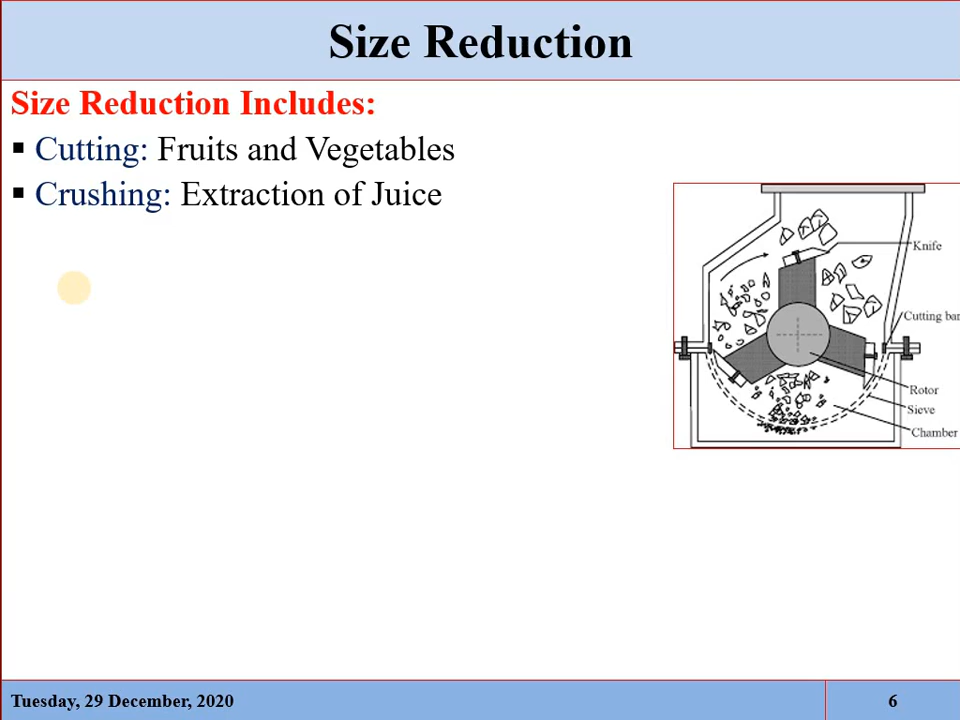 Size Reduction
Size Reduction Includes:
▪ Cutting: Fruits and Vegetables
▪ Crushing: Extraction of Juice
Knife
Cutting bar
Rotor
Sieve
Chamber
Tuesday, 29 December, 2020
6